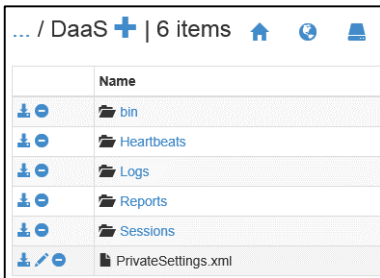 ... / DaaS + | 6 items
Name
bin
Heartbeats
Logs
Reports
Sessions
PrivateSettings.xml